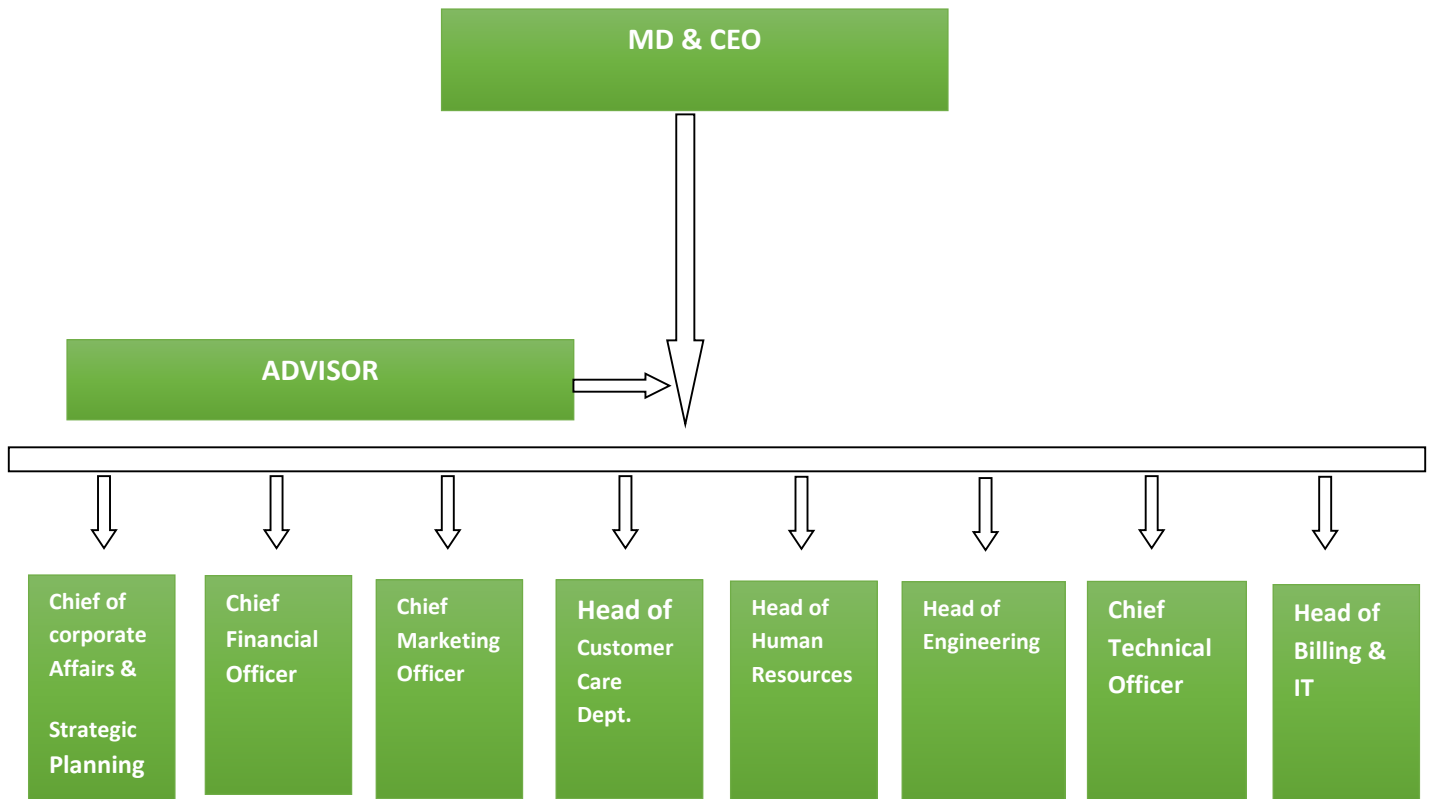 MD & CEO
ADVISOR
Chief of
corporate
Affairs &
Strategic
Planning
Chief
Financial
Officer
Chief
Marketing
Officer
Head of
Customer
Care
Dept.
Head of
Human
Resources
Head of
Engineering
Chief
Technical
Officer
Head of
Billing &
IT